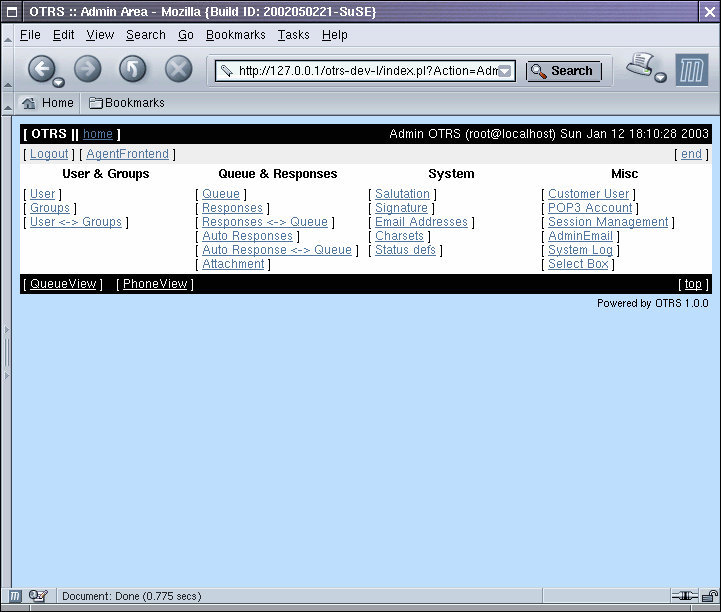 OTRS :: Admin Area - Mozilla {Build ID: 2002050221-SuSE}
File Edit View Search Go Bookmarks Tasks Help
http://127.0.0.1/otrs-dev-l/index.pl?Action=Adm Search
Home Bookmarks
[ OTRS || home ] Admin OTRS (root@localhost) Sun Jan 12 18:10:28 2003
[ Logout ] [ AgentFrontend ] [ end ]
User & Groups Queue & Responses System Misc
[ User ] [ Queue ] [ Salutation ] [ Customer User ]
[ Groups ] [ Responses ] [ Signature ] [ POP3 Account ]
[ User <-> Groups ] [ Responses <-> Queue ] [ Email Addresses ] [ Session Management ]
[ Auto Responses ] [ Charsets ] [ AdminEmail ]
[ Auto Response <-> Queue ] [ Status defs ] [ System Log ]
[ Attachment ] [ Select Box ]
[ QueueView ] [ PhoneView ] [ top ]
Powered by OTRS 1.0.0
Document: Done (0.775 secs)